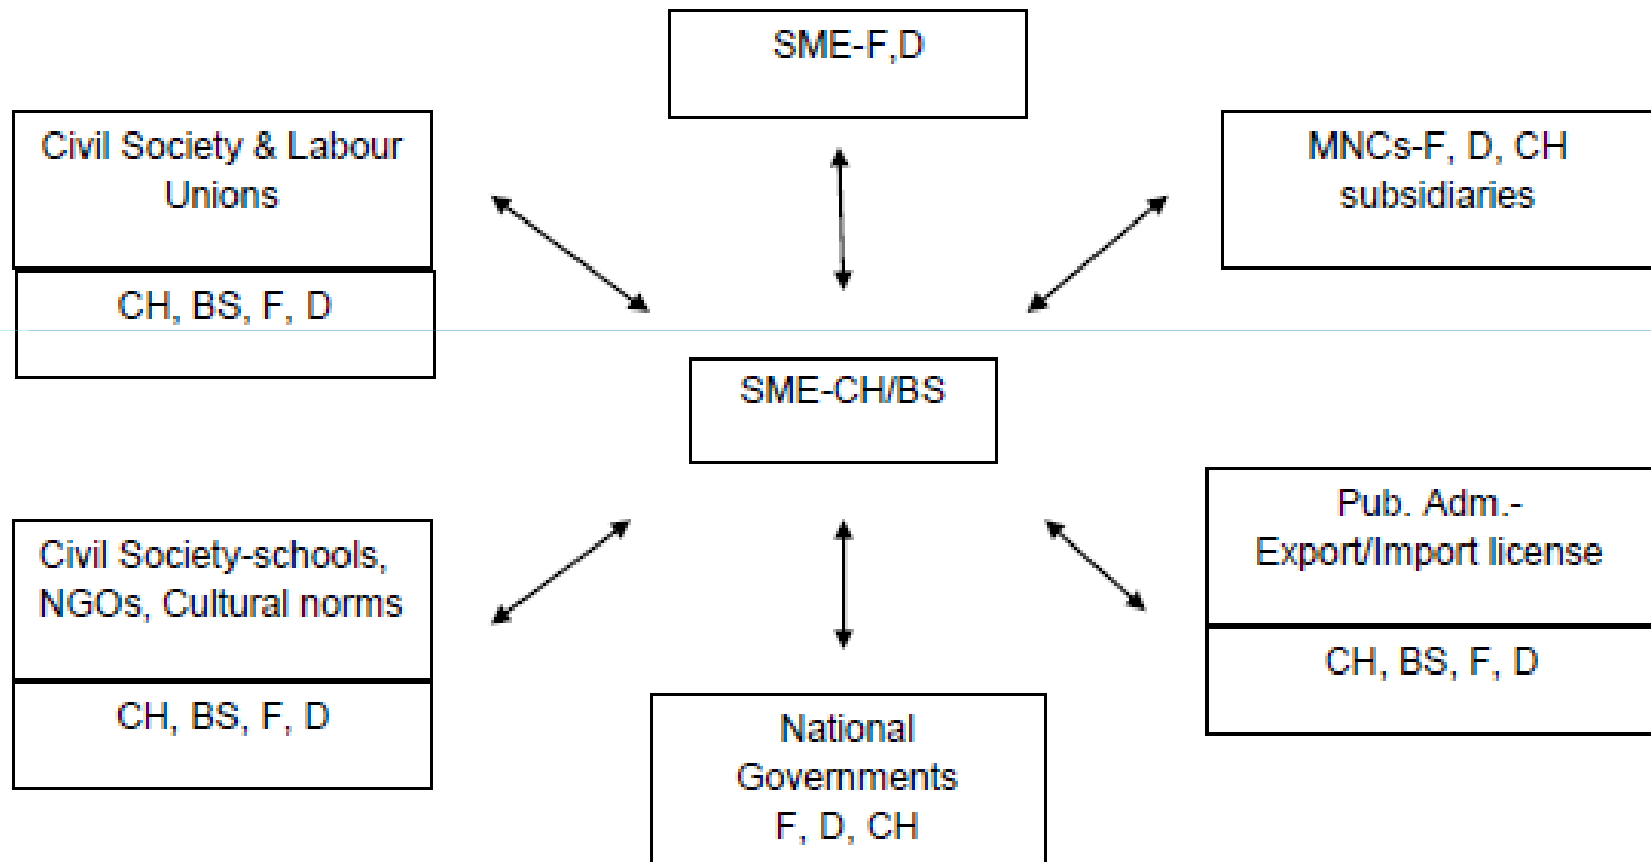 SME-F,D
Civil Society & Labour
Unions
CH, BS, F, D
MNCs-F, D, CH
subsidiaries
SME-CH/BS
Civil Society-schools,
NGOs, Cultural norms
CH, BS, F, D
National
Governments
F, D, CH
Pub. Adm.-
Export/Import license
CH, BS, F, D